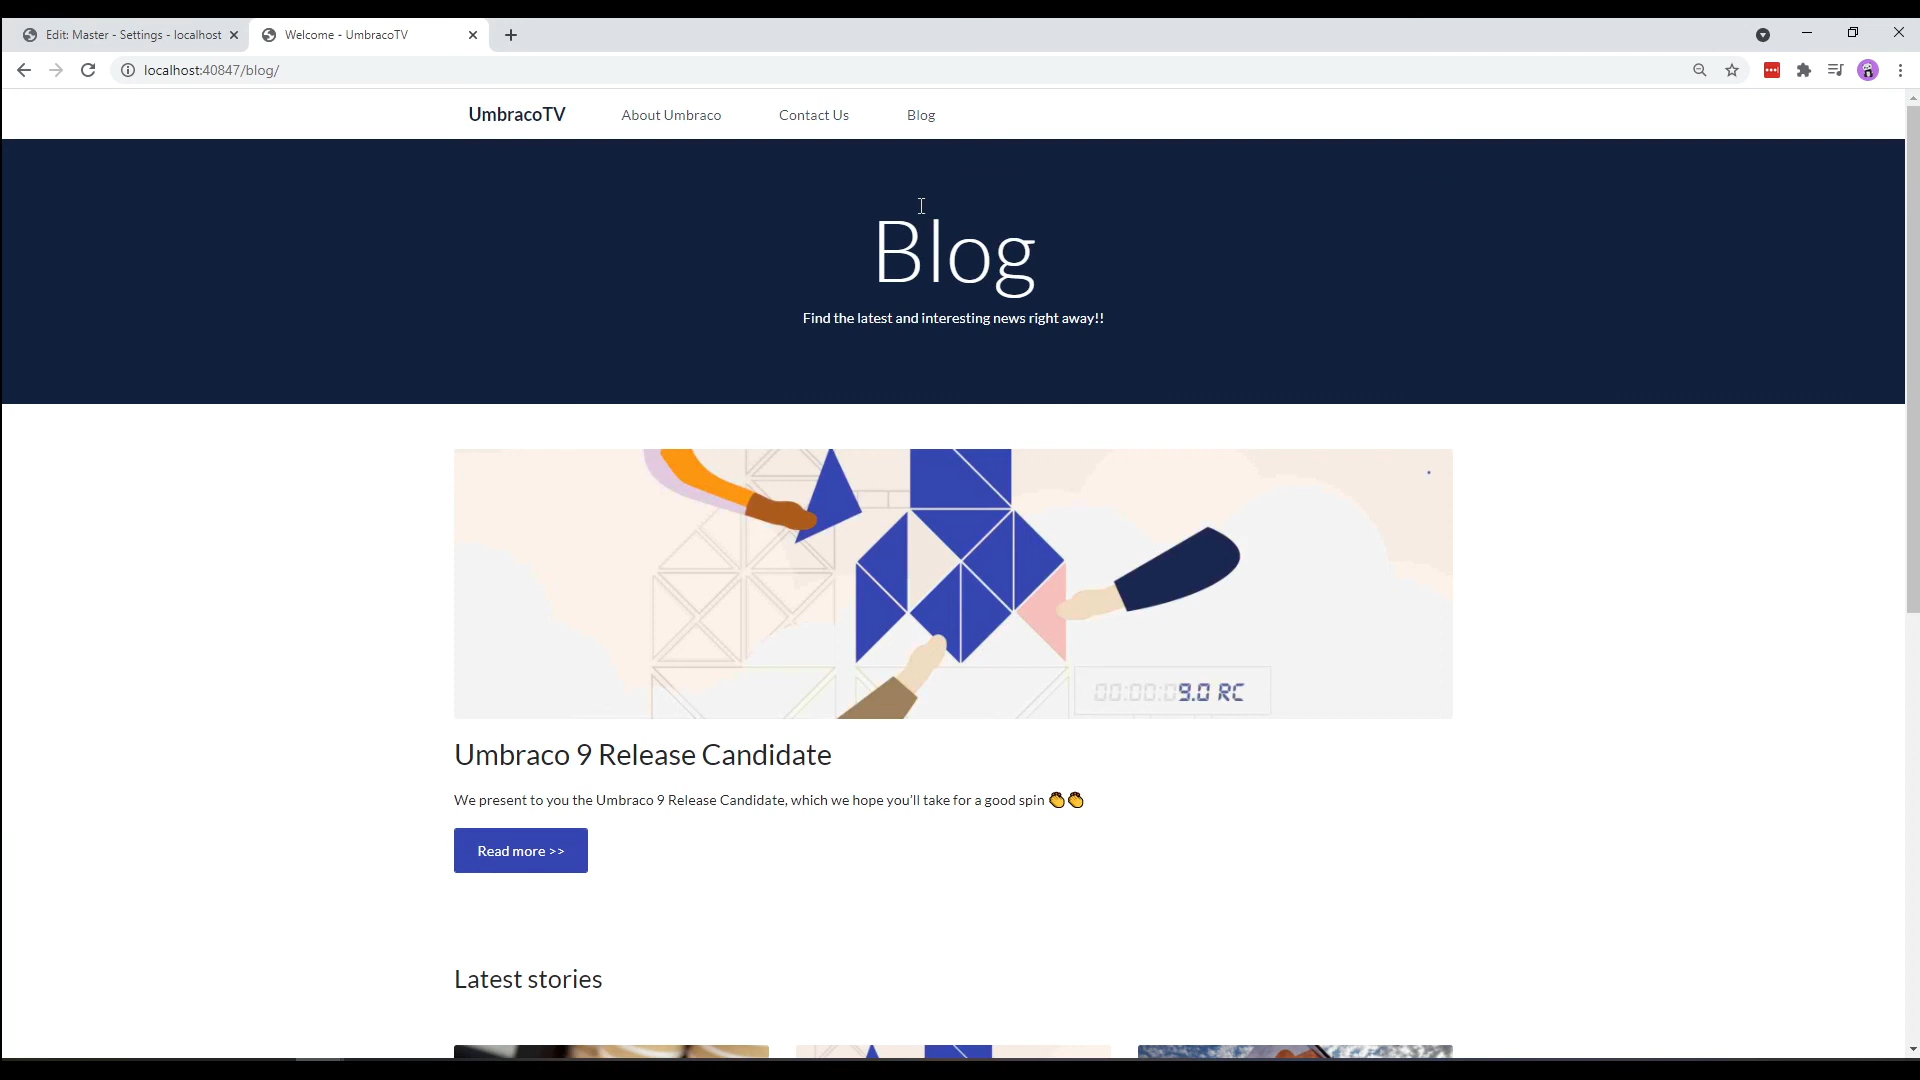 Edit: Master - Settings - localhost
Welcome - UmbracoTV
localhost:40847/blog/
UmbracoTV About Umbraco Contact Us Blog
Blog
Find the latest and interesting news right away!!
00:00:09.0 RC
Umbraco 9 Release Candidate
We present to you the Umbraco 9 Release Candidate, which we hope you'll take for a good spin 👏👏
Read more >>
Latest stories